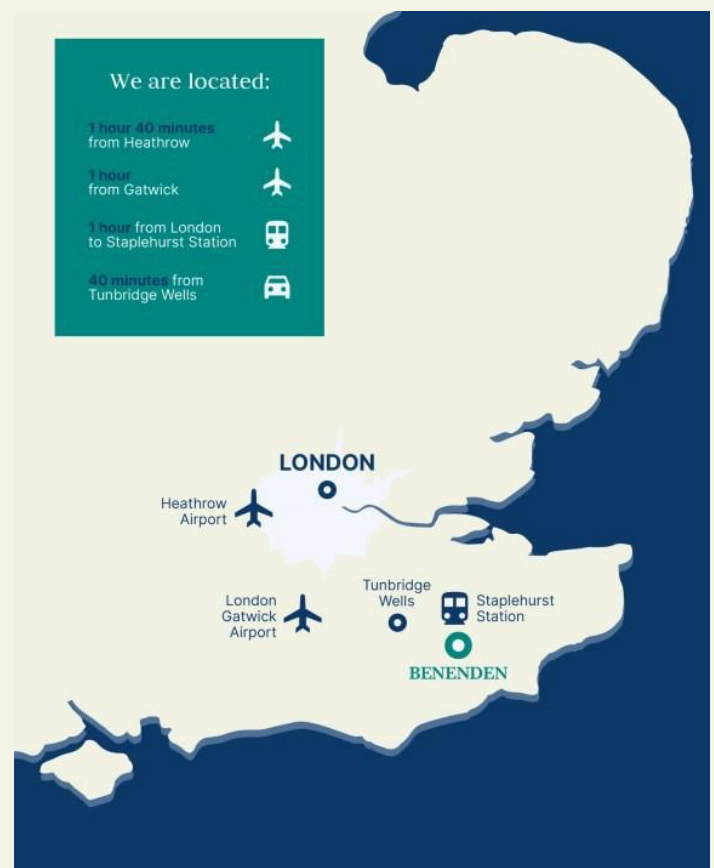 We are located:
1 hour 40 minutes
from Heathrow
1 hour
from Gatwick
1 hour from London
to Staplehurst Station
40 minutes from
Tunbridge Wells
LONDON
Heathrow
Airport
London
Gatwick
Airport
Tunbridge
Wells
Staplehurst
Station
BENENDEN